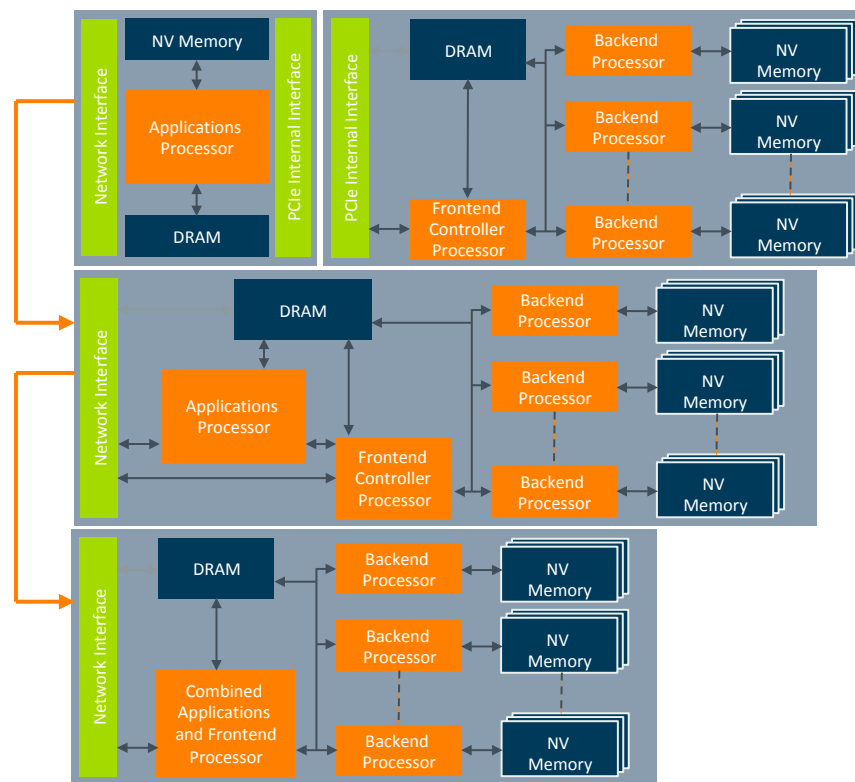 Network Interface
NV Memory
Applications
Processor
DRAM
PCIe Internal Interface
PCIe Internal Interface
DRAM
Frontend
Controller
Processor
Backend
Processor
NV
Memory
Backend
Processor
NV
Memory
Backend
Processor
NV
Memory
Network Interface
DRAM
Applications
Processor
Frontend
Controller
Processor
Backend
Processor
NV
Memory
Backend
Processor
NV
Memory
Backend
Processor
NV
Memory
Network Interface
DRAM
Combined
Applications
and Frontend
Processor
Backend
Processor
NV
Memory
Backend
Processor
NV
Memory
Backend
Processor
NV
Memory